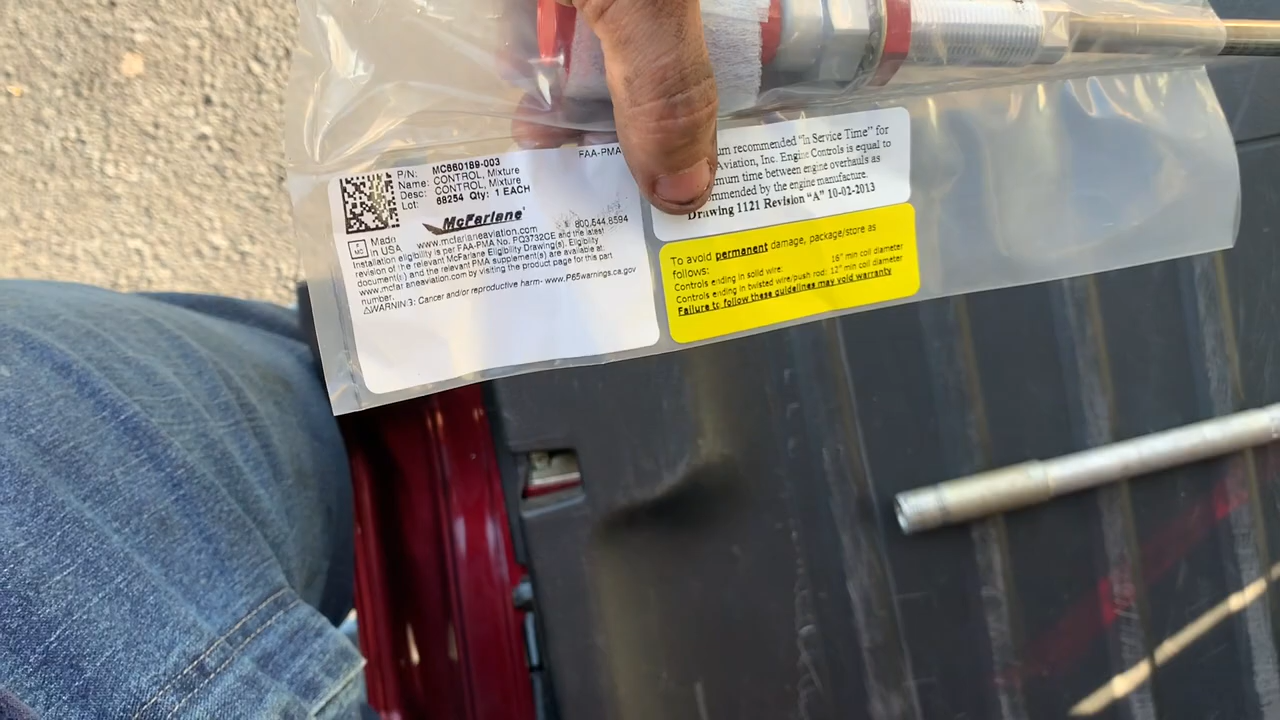 FAA-PMA
P/N: MC660189-003
Name: CONTROL, Mixture
Desc: CONTROL, Mixture
Lot: 68254 Qty: 1 EACH
McFarlane
Made in USA
www.mcfarlaneaviation.com 800.544.8594
Installation eligibility is per FAA-PMA No. PQ3732CE and the latest
revision of the relevant McFarlane Eligibility Drawing(s). Eligibility
document(s) and the relevant PMA supplement(s) are available at:
www.mcfarlaneaviation.com by visiting the product page for this part
number.
⚠WARNING: Cancer and/or reproductive harm- www.P65warnings.ca.gov
recommended "In Service Time" for
Aviation, Inc. Engine Controls is equal to
time between engine overhauls as
by the engine manufacture.
Drawing 1121 Revision "A" 10-02-2013
To avoid permanent damage, package/store as
follows:
Controls ending in solid wire: 16" min coil diameter
Controls ending in twisted wire/push rod: 12" min coil diameter
Failure to follow these guidelines may void warranty